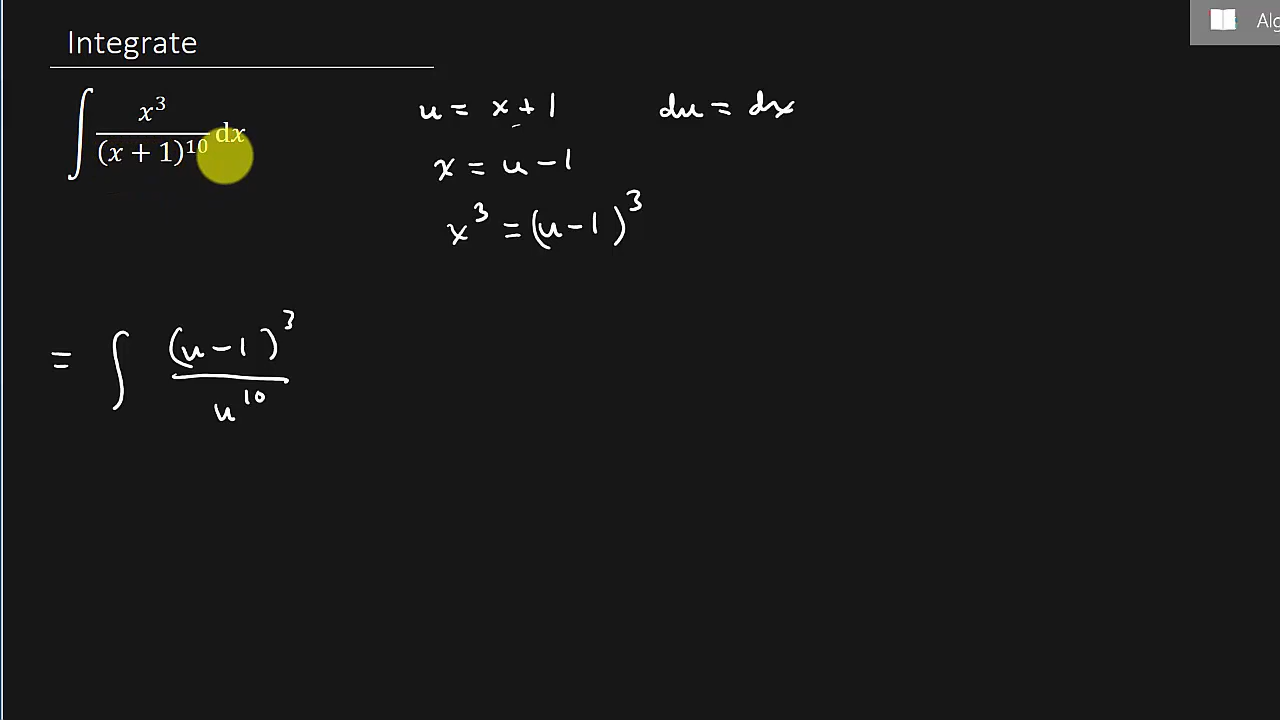 Integrate
Alg
∫ x³/(x + 1)¹⁰ dx
u = x + 1 du = dx
x = u − 1
x³ = (u − 1)³
= ∫ (u − 1)³/u¹⁰